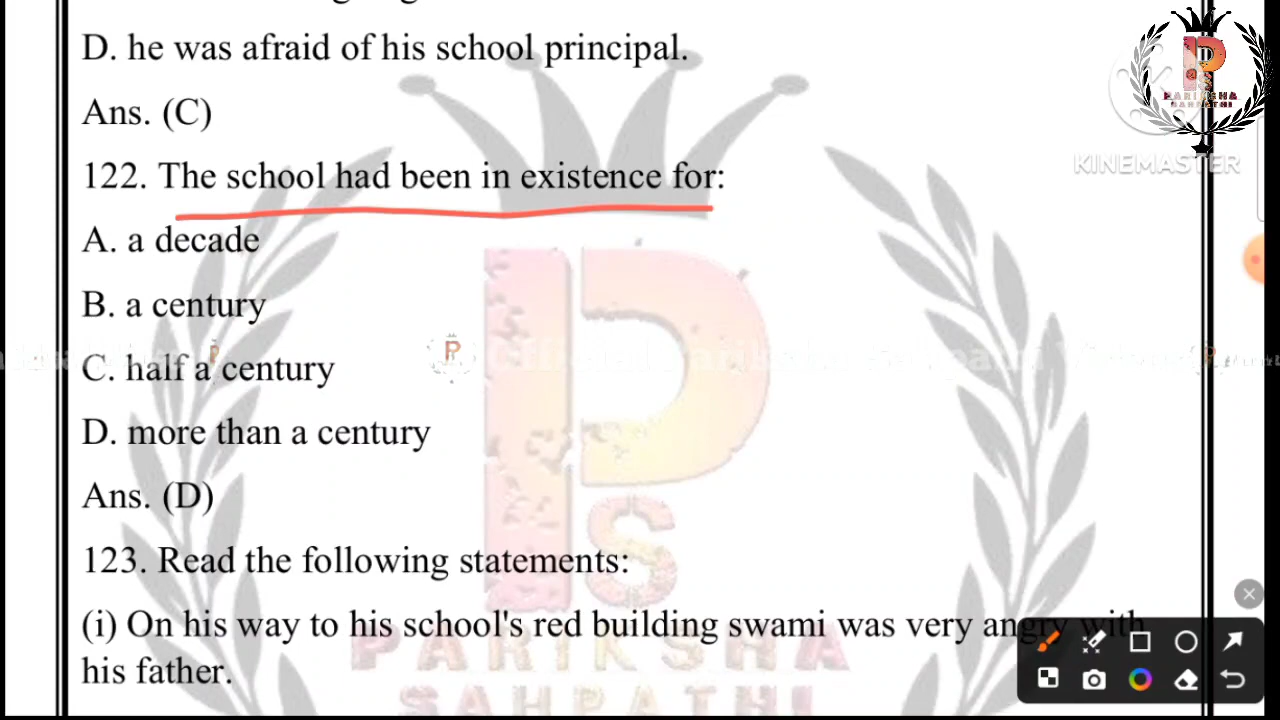 D. he was afraid of his school principal.
Ans. (C)
122. The school had been in existence for:
A. a decade
B. a century
C. half a century
D. more than a century
Ans. (D)
123. Read the following statements:
(i) On his way to his school's red building swami was very angry with
his father.
PARIKSHA
SAHPATHI
PARIKSHA
SAHPATHI
KINEMASTER